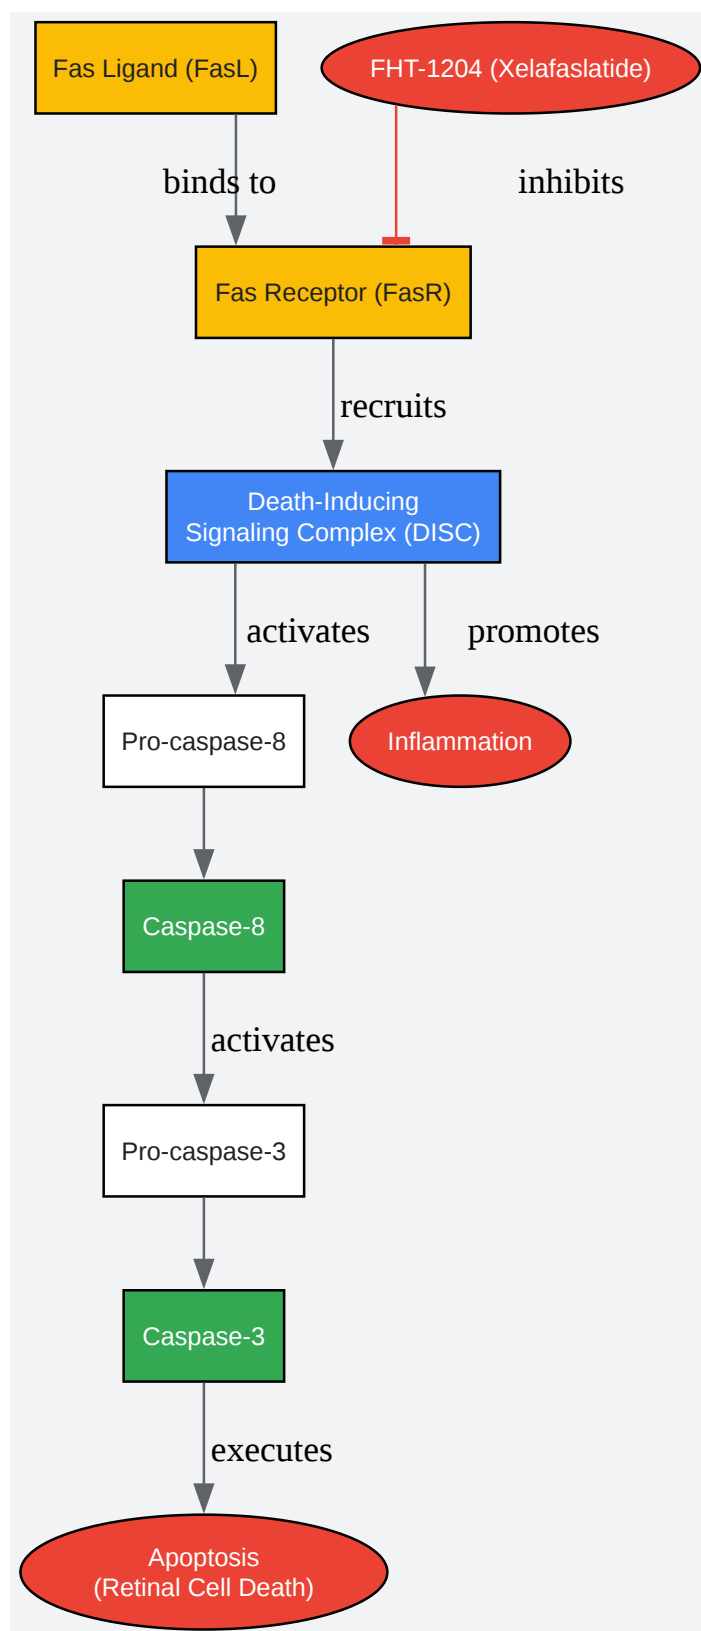 Fas Ligand (FasL)
FHT-1204 (Xelafaslatide)
binds to
inhibits
Fas Receptor (FasR)
recruits
Death-Inducing
Signaling Complex (DISC)
activates
promotes
Pro-caspase-8
Inflammation
Caspase-8
activates
Pro-caspase-3
Caspase-3
executes
Apoptosis
(Retinal Cell Death)